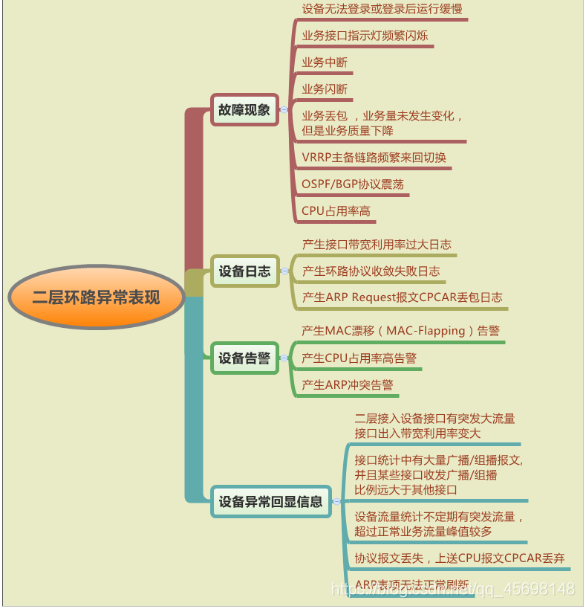 设备无法登录或登录后运行缓慢
业务接口指示灯频繁闪烁
业务中断
业务闪断
业务丢包，业务量未发生变化，
但是业务质量下降
VRRP主备链路频繁来回切换
OSPF/BGP协议震荡
CPU占用率高
故障现象
产生接口带宽利用率过大日志
产生环路协议收敛失败日志
产生ARP Request报文CPCAR丢包日志
设备日志
二层环路异常表现
产生MAC漂移（MAC-Flapping）告警
产生CPU占用率高告警
产生ARP冲突告警
设备告警
二层接入设备接口有突发大流量
接口出入带宽利用率变大
接口统计中有大量广播/组播报文,
并且某些接口收发广播/组播
比例远大于其他接口
设备流量统计不定期有突发流量，
超过正常业务流量峰值较多
协议报文丢失，上送CPU报文CPCAR丢弃
ARP表项无法正常刷新
设备异常回显信息
https://blog.csdn.net/qq_45698148